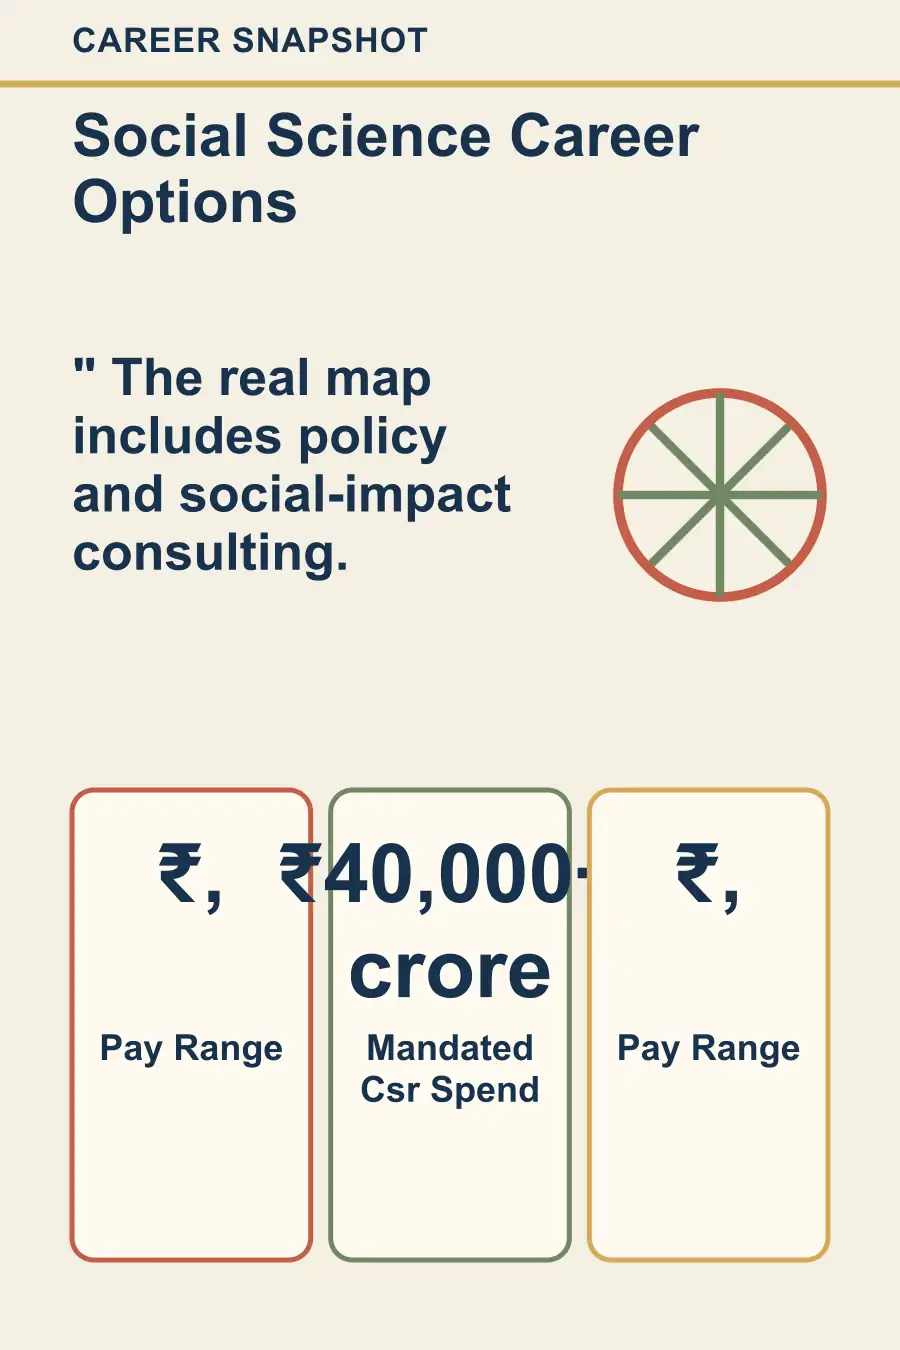 CAREER SNAPSHOT
Social Science Career
Options
" The real map
includes policy
and social-impact
consulting.
₹,
Pay Range
₹40,000
crore
Mandated
Csr Spend
₹,
Pay Range